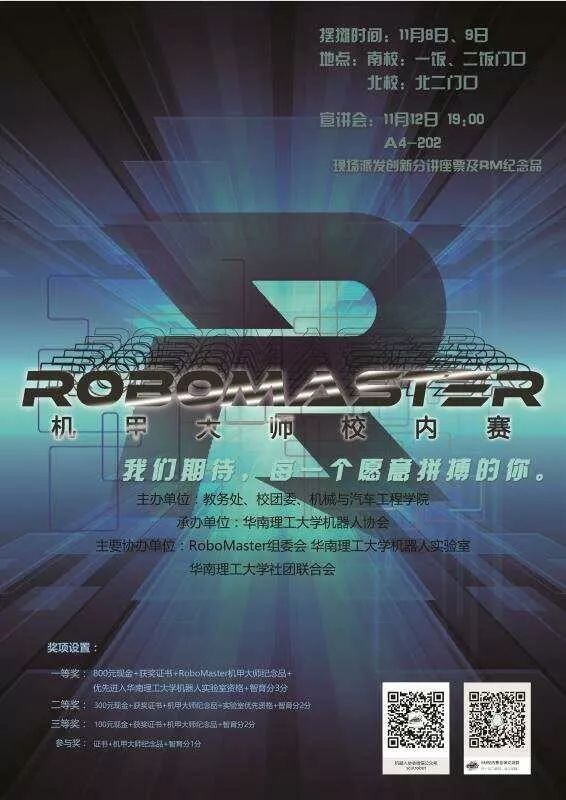 摆摊时间：11月8日、9日
地点：南校：一饭、二饭门口
北校：北二门口
宣讲会：11月12日 19:00
A4-202
现场派发创新分讲座票及RM纪念品
ROBOMASTER
机甲大师校内赛
我们期待，每一个愿意拼搏的你。
主办单位：教务处、校团委、机械与汽车工程学院
承办单位：华南理工大学机器人协会
主要协办单位：RoboMaster组委会 华南理工大学机器人实验室
华南理工大学社团联合会
奖项设置：
一等奖：800元现金+获奖证书+RoboMaster机甲大师纪念品+
优先进入华南理工大学机器人实验室资格+智育分3分
二等奖：300元现金+获奖证书+机甲大师纪念品+实验室优先资格+智育分2分
三等奖：100元现金+获奖证书+机甲大师纪念品+智育分2分
参与奖：证书+机甲大师纪念品+智育分1分